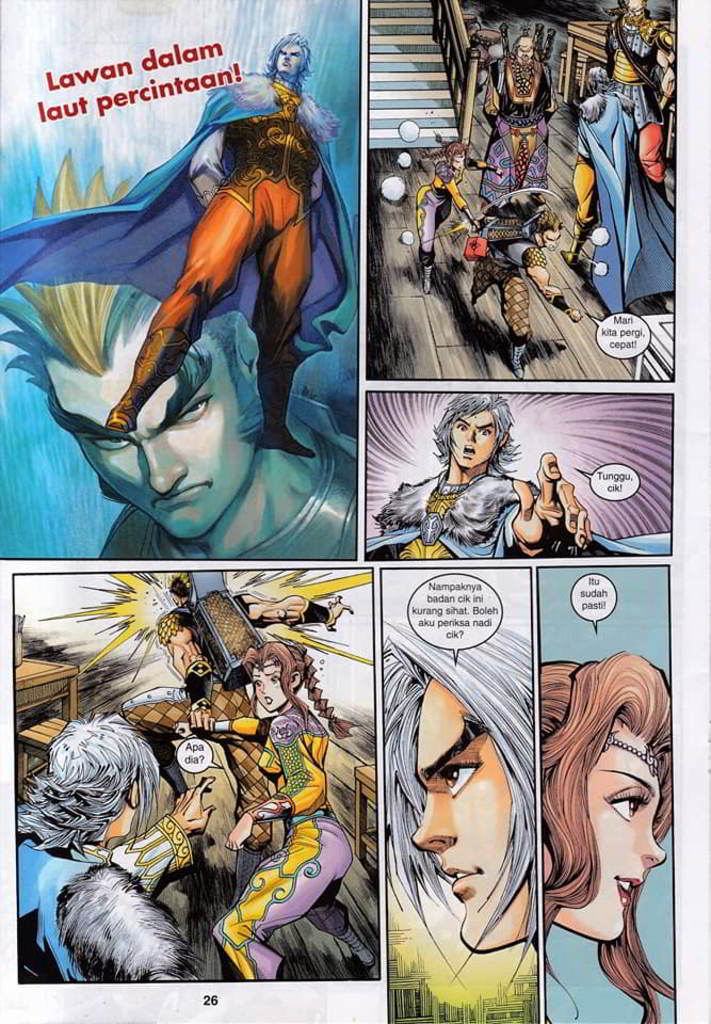 Lawan dalam
laut percintaan!
Mari
kita pergi,
cepat!
Tunggu,
cik!
Apa
dia?
Nampaknya
badan cik ini
kurang sihat. Boleh
aku periksa nadi
cik?
Itu
sudah
pasti!
26